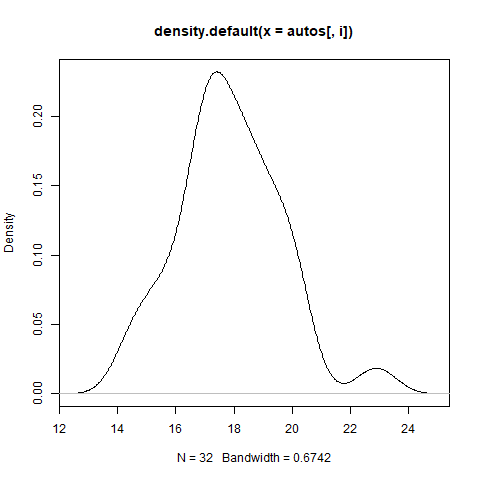 density.default(x = autos[, i])
Density
0.20
0.15
0.10
0.05
0.00
12 14 16 18 20 22 24
N = 32 Bandwidth = 0.6742